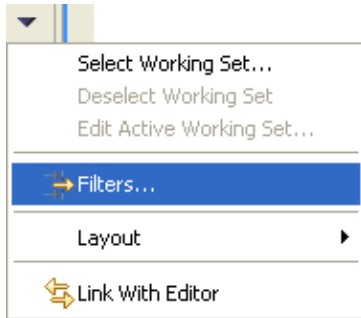 Select Working Set...
Deselect Working Set
Edit Active Working Set...
Filters...
Layout
Link With Editor